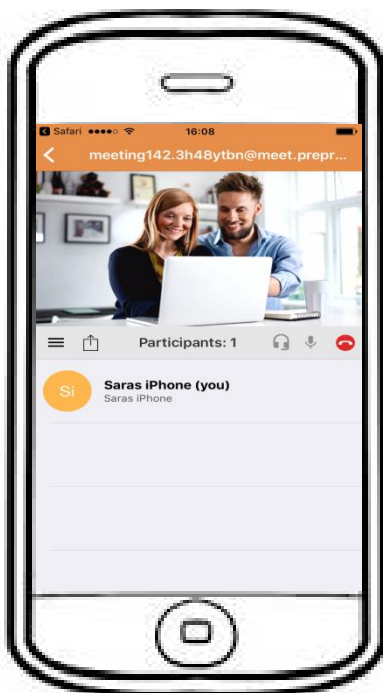 Safari 16:08
meeting142.3h48ytbn@meet.prepr...
Participants: 1
Si Saras iPhone (you)
Saras iPhone